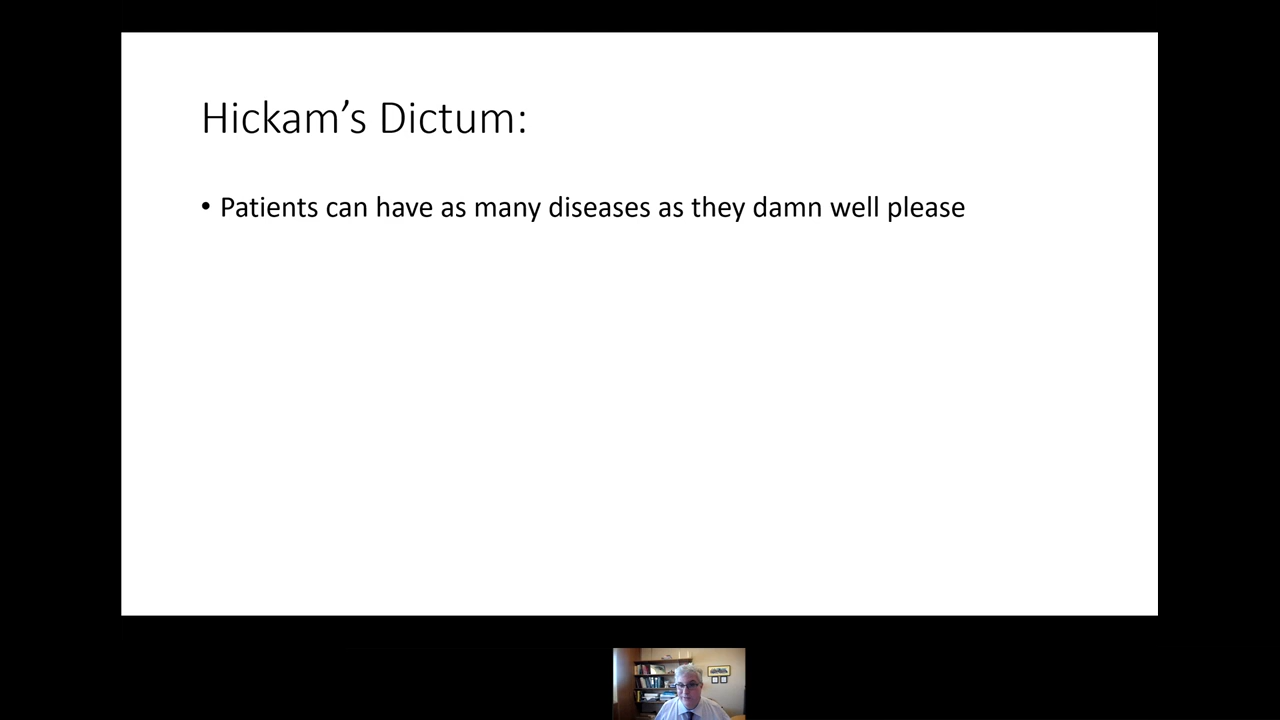 Hickam’s Dictum:
• Patients can have as many diseases as they damn well please